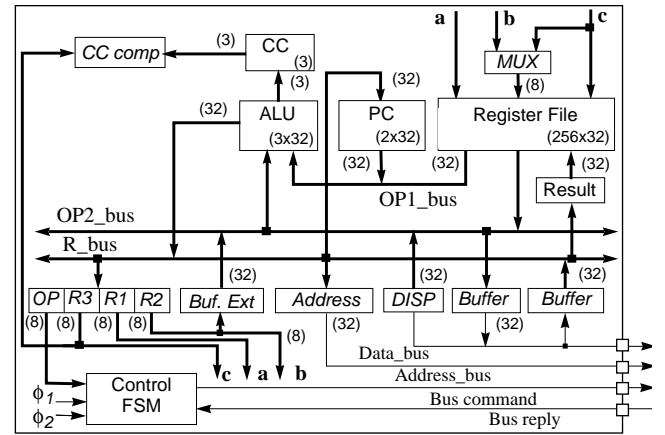 a b c
(3) CC
CC comp (3) MUX
(3) (32) (8)
(32) ALU PC Register File
(3x32) (2x32) (256x32)
(32) (32) (32)
Result
OP1_bus
OP2_bus
R_bus
(32) (32) (32)
OP R3 R1 R2 Buf. Ext Address DISP Buffer Buffer
(8) (8) (8) (8) (8) (32) (32)
Data_bus
c a b
Address_bus
Control
FSM
ϕ1
Bus command
ϕ2
Bus reply